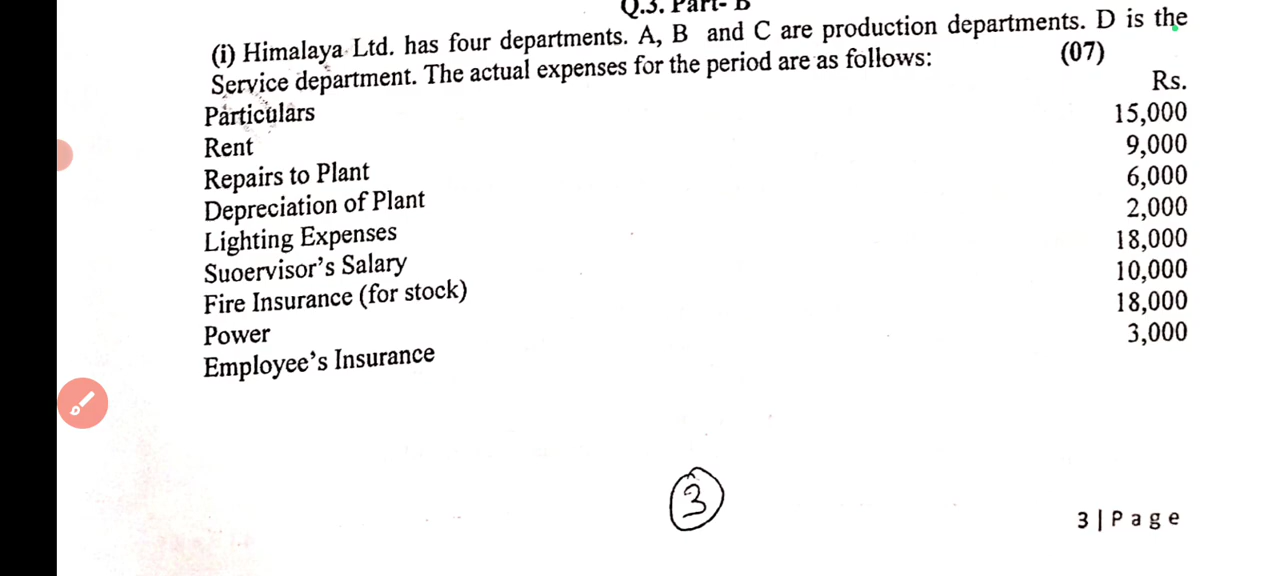 Q.3. Part- B
(i) Himalaya Ltd. has four departments. A, B and C are production departments. D is the
Service department. The actual expenses for the period are as follows: (07)
Particulars Rs.
Rent 15,000
Repairs to Plant 9,000
Depreciation of Plant 6,000
Lighting Expenses 2,000
Suoervisor's Salary 18,000
Fire Insurance (for stock) 10,000
Power 18,000
Employee's Insurance 3,000
3
3 | P a g e